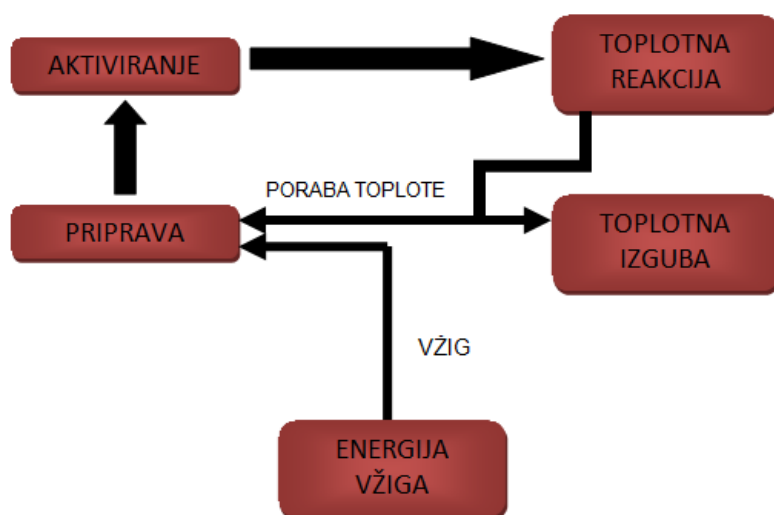 AKTIVIRANJE
TOPLOTNA
REAKCIJA
PORABA TOPLOTE
PRIPRAVA
TOPLOTNA
IZGUBA
VŽIG
ENERGIJA
VŽIGA